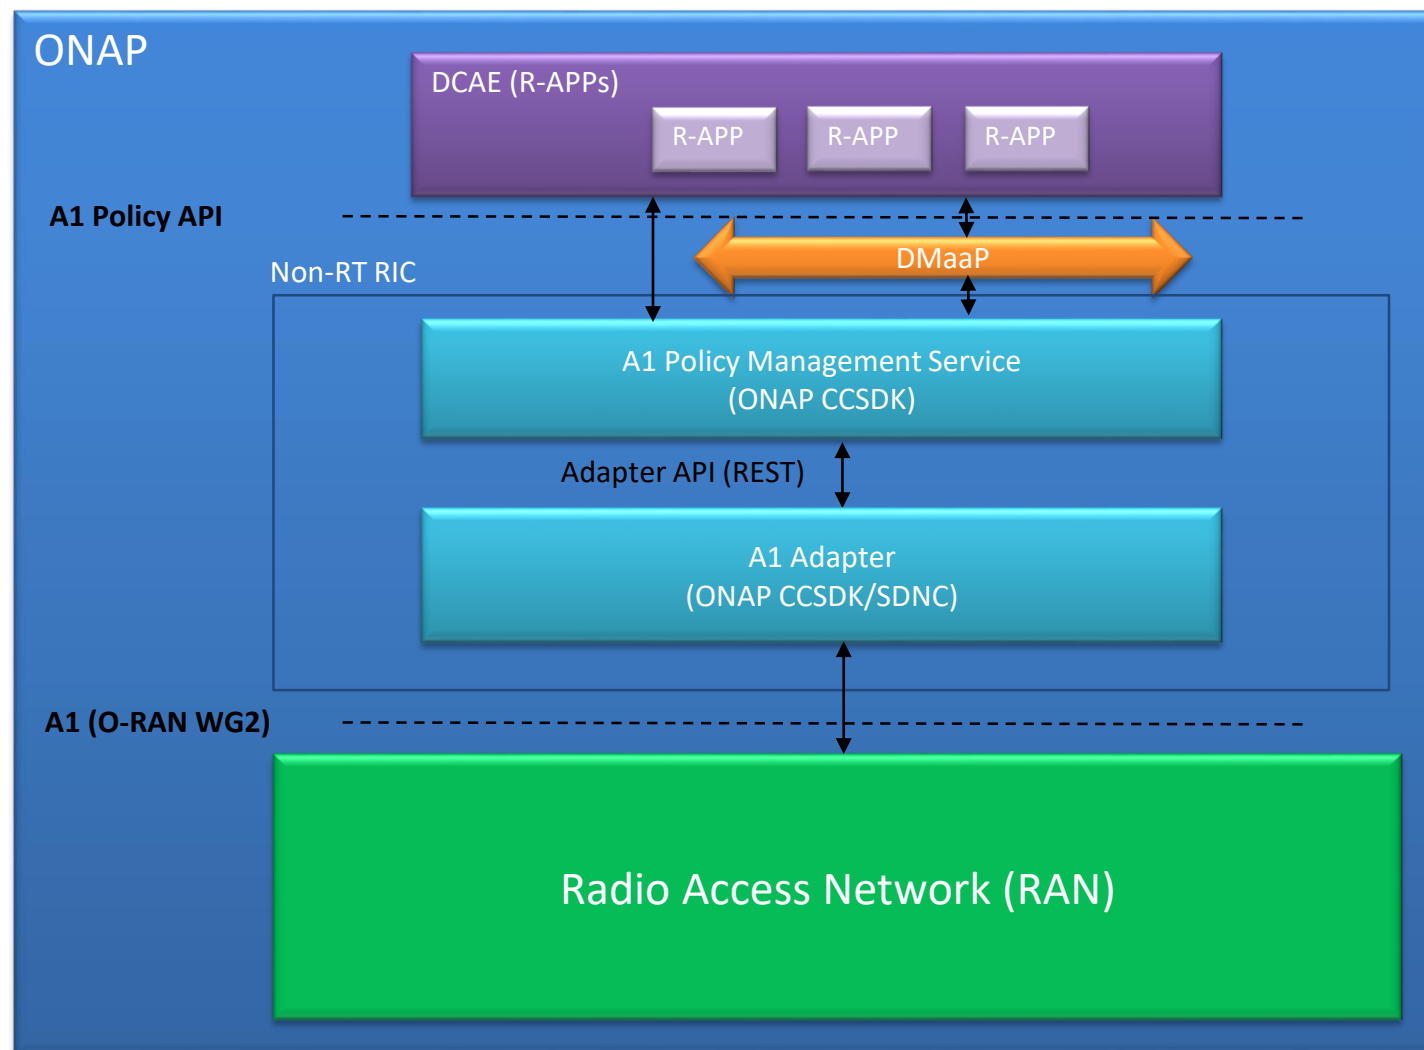 ONAP
DCAE (R-APPs)
R-APP
R-APP
R-APP
A1 Policy API
DMaaP
Non-RT RIC
A1 Policy Management Service
(ONAP CCSDK)
Adapter API (REST)
A1 Adapter
(ONAP CCSDK/SDNC)
A1 (O-RAN WG2)
Radio Access Network (RAN)